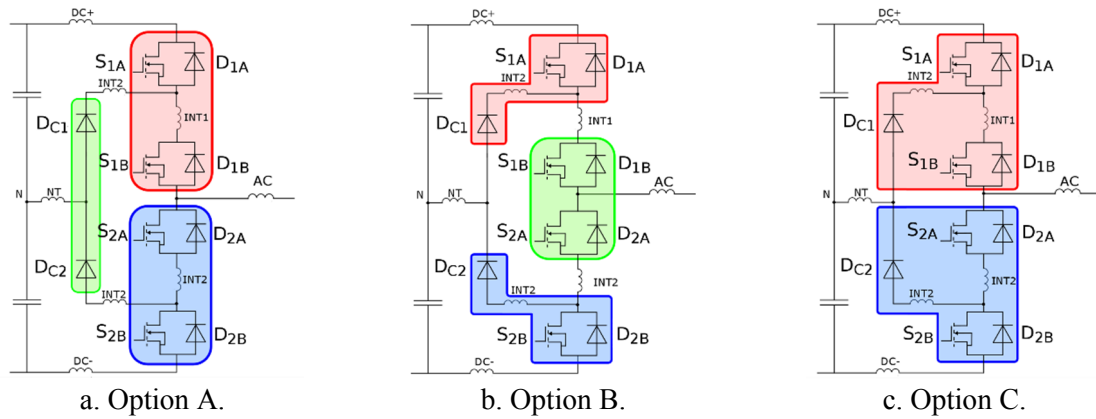 DC+
S1A
D1A
INT2
DC1
INT1
S1B
D1B
N
NT
AC
S2A
D2A
DC2
INT2
INT2
S2B
D2B
DC-
a. Option A.
DC+
S1A
D1A
INT2
DC1
INT1
S1B
D1B
N
NT
AC
S2A
D2A
DC2
INT2
INT2
S2B
D2B
DC-
b. Option B.
DC+
S1A
D1A
INT2
DC1
INT1
S1B
D1B
N
NT
AC
S2A
D2A
DC2
INT2
INT2
S2B
D2B
DC-
c. Option C.